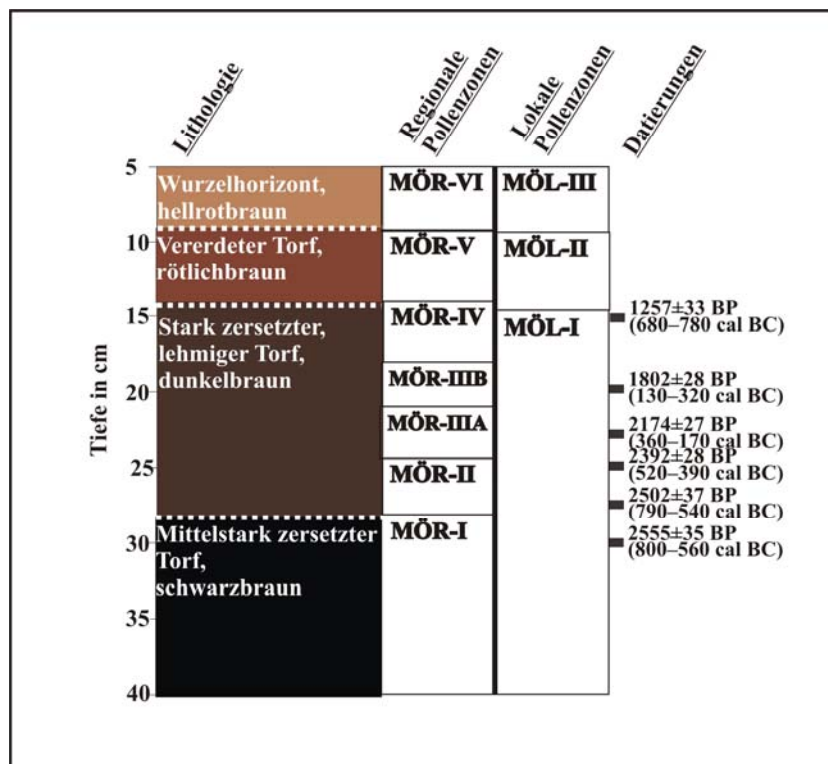 Lithologie
Regionale
Pollenzonen
Lokale
Pollenzonen
Datierungen
Tiefe in cm
5
10
15
20
25
30
35
40
Wurzelhorizont,
hellrotbraun
Vererdeter Torf,
rötlichbraun
Stark zersetzter,
lehmiger Torf,
dunkelbraun
Mittelstark zersetzter
Torf,
schwarzbraun
MÖR-VI
MÖR-V
MÖR-IV
MÖR-IIIB
MÖR-IIIA
MÖR-II
MÖR-I
MÖL-III
MÖL-II
MÖL-I
1257±33 BP
(680–780 cal BC)
1802±28 BP
(130–320 cal BC)
2174±27 BP
(360–170 cal BC)
2392±28 BP
(520–390 cal BC)
2502±37 BP
(790–540 cal BC)
2555±35 BP
(800–560 cal BC)